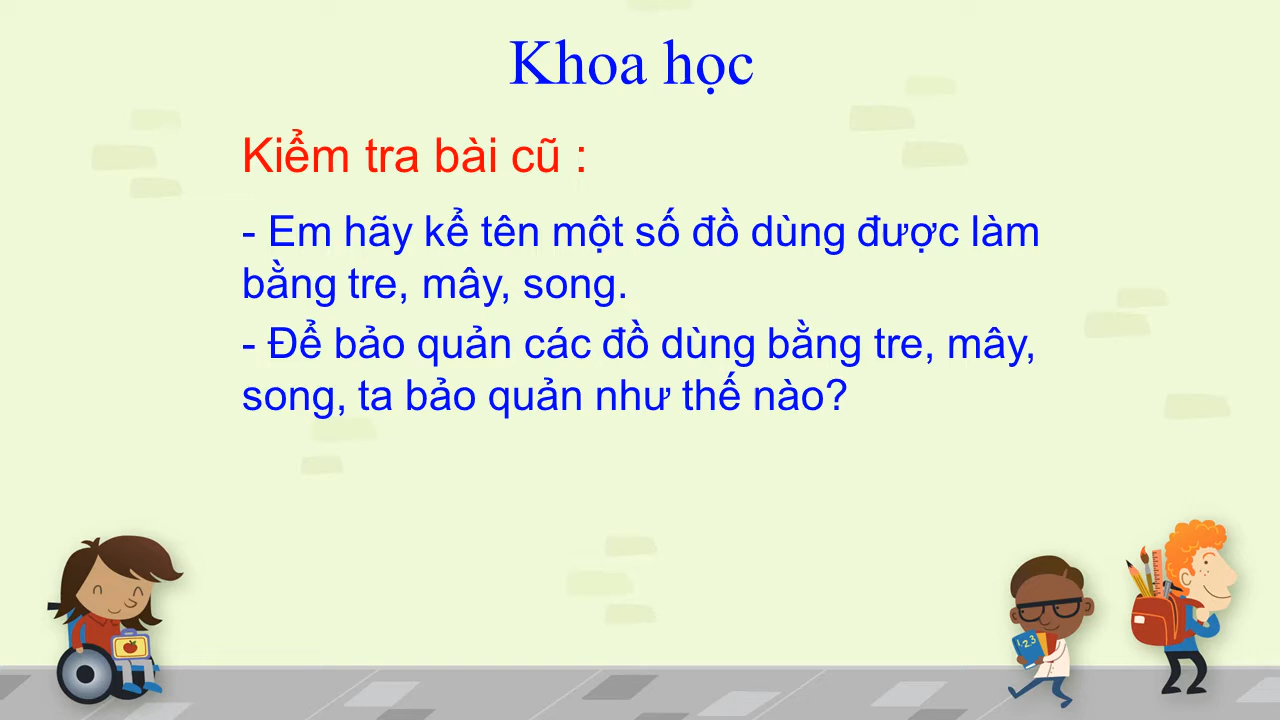 Khoa học
Kiểm tra bài cũ :
- Em hãy kể tên một số đồ dùng được làm
bằng tre, mây, song.
- Để bảo quản các đồ dùng bằng tre, mây,
song, ta bảo quản như thế nào?
123